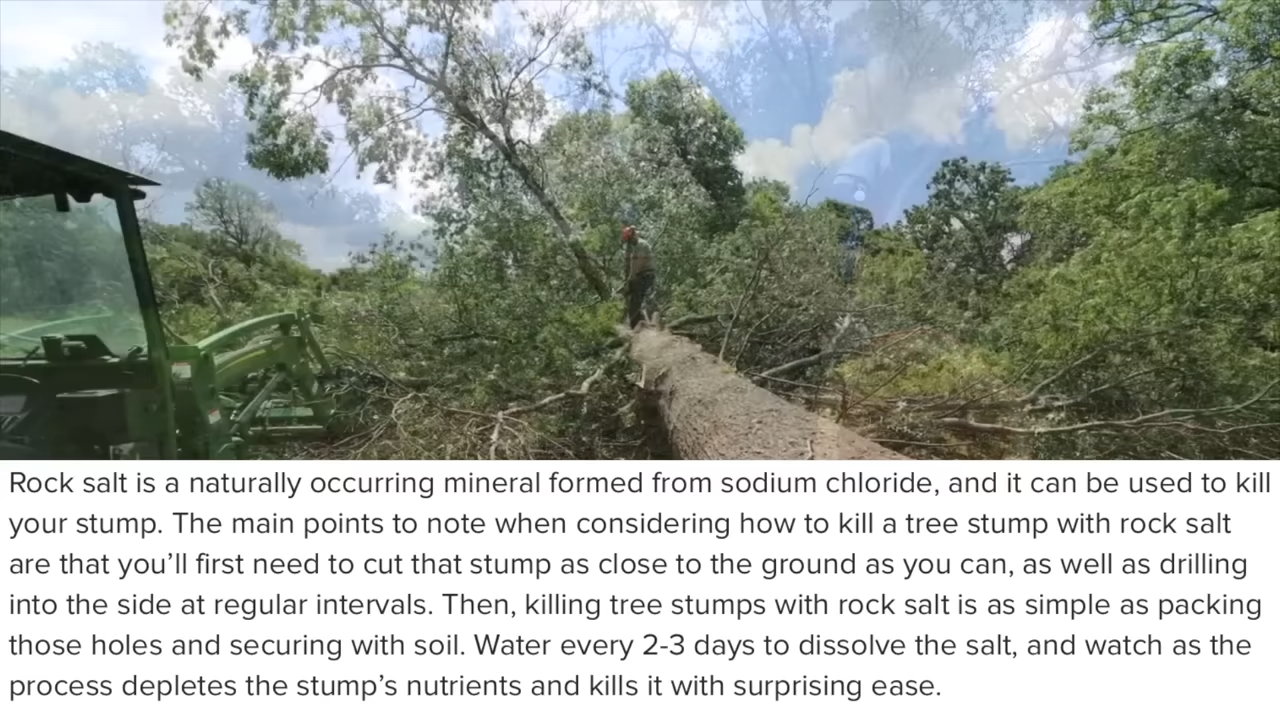 Rock salt is a naturally occurring mineral formed from sodium chloride, and it can be used to kill
your stump. The main points to note when considering how to kill a tree stump with rock salt
are that you’ll first need to cut that stump as close to the ground as you can, as well as drilling
into the side at regular intervals. Then, killing tree stumps with rock salt is as simple as packing
those holes and securing with soil. Water every 2-3 days to dissolve the salt, and watch as the
process depletes the stump’s nutrients and kills it with surprising ease.